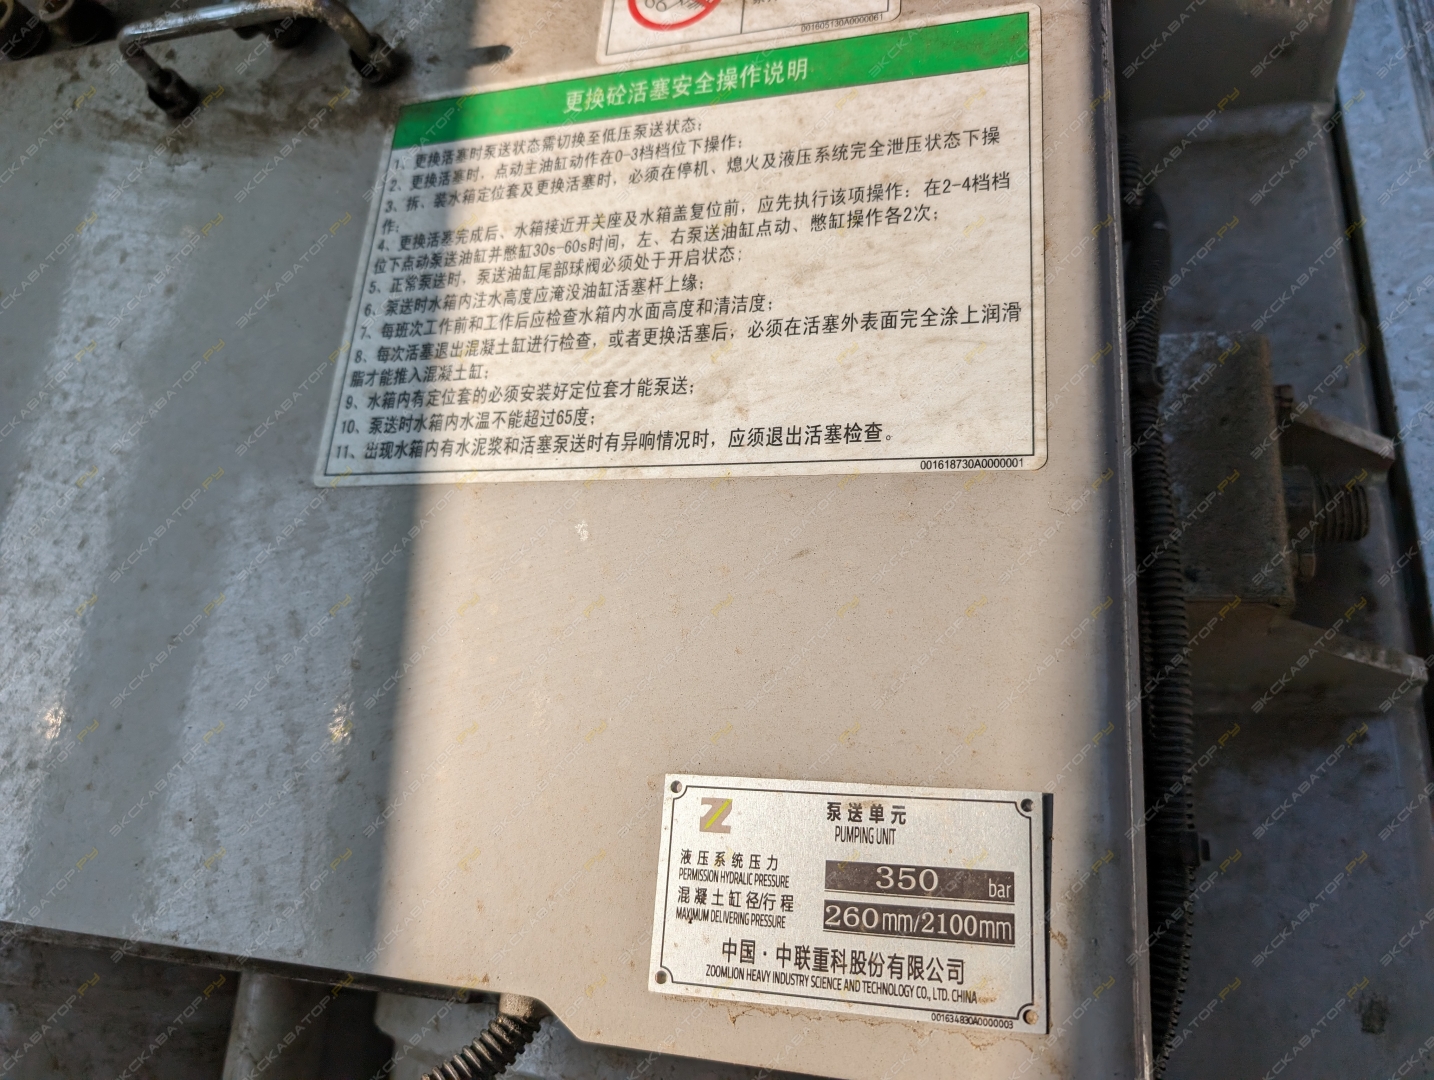 001605130A0000061
更换砼活塞安全操作说明
1、更换活塞时泵送状态需切换至低压泵送状态；
2、更换活塞时，点动主油缸动作在0-3档档位下操作；
3、拆、装水箱定位套及更换活塞时，必须在停机、熄火及液压系统完全泄压状态下操
作；
4、更换活塞完成后、水箱接近开关座及水箱盖复位前，应先执行该项操作：在2-4档档
位下点动泵送油缸并憋缸30s-60s时间，左、右泵送油缸点动、憋缸操作各2次；
5、正常泵送时，泵送油缸尾部球阀必须处于开启状态；
6、泵送时水箱内注水高度应淹没油缸活塞杆上缘；
7、每班次工作前和工作后应检查水箱内水面高度和清洁度；
8、每次活塞退出混凝土缸进行检查，或者更换活塞后，必须在活塞外表面完全涂上润滑
脂才能推入混凝土缸；
9、水箱内有定位套的必须安装好定位套才能泵送；
10、泵送时水箱内水温不能超过65度；
11、出现水箱内有水泥浆和活塞泵送时有异响情况时，应须退出活塞检查。
001618730A0000001
泵送单元
PUMPING UNIT
液压系统压力
PERMISSION HYDRALIC PRESSURE
350 bar
混凝土缸径/行程
MAXIMUM DELIVERING PRESSURE
260mm/2100mm
中国·中联重科股份有限公司
ZOOMLION HEAVY INDUSTRY SCIENCE AND TECHNOLOGY CO., LTD. CHINA
001634830A0000003
ЭКСКАВАТОР.РУ